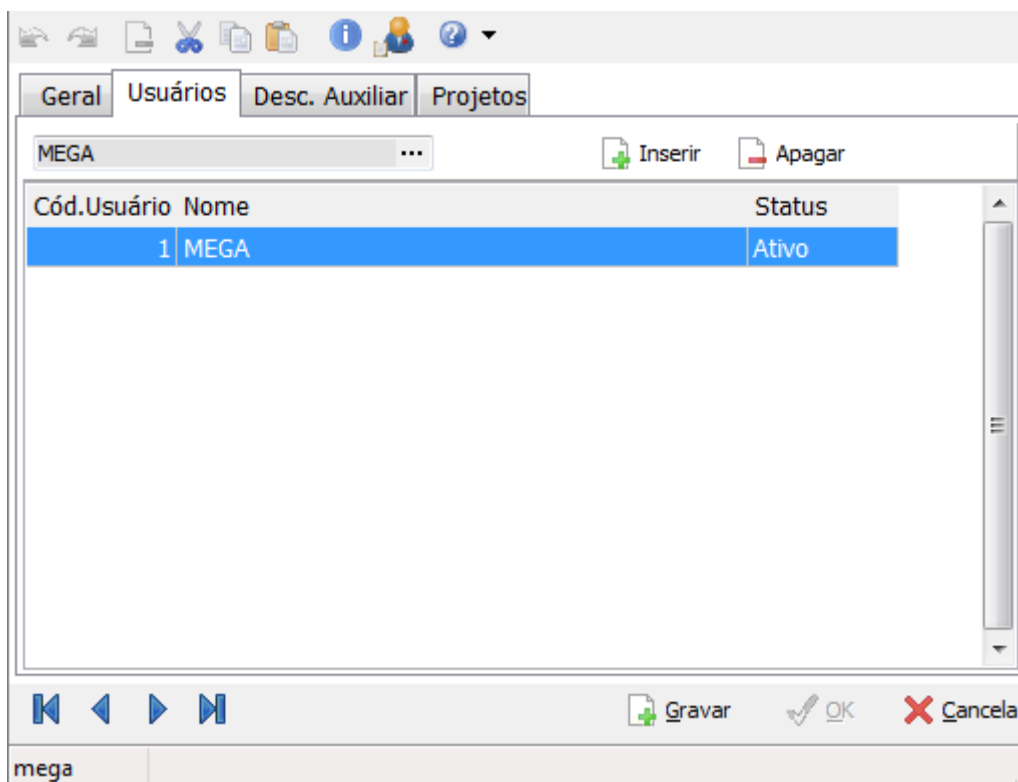 Geral Usuários Desc. Auxiliar Projetos
MEGA ... Inserir Apagar
Cód.Usuário Nome Status
1 MEGA Ativo
Gravar OK Cancela
mega